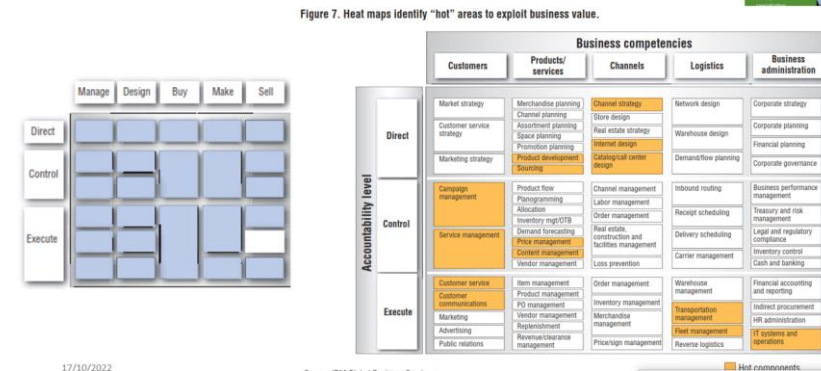 Figure 7. Heat maps identify “hot” areas to exploit business value.
Manage Design Buy Make Sell
Direct
Control
Execute
Business competencies
Customers
Products/
services
Channels
Logistics
Business
administration
Accountability level
Direct
Market strategy
Customer service
strategy
Marketing strategy
Merchandise planning
Channel planning
Assortment planning
Space planning
Promotion planning
Product development
Sourcing
Channel strategy
Store design
Real estate strategy
Internet design
Catalog/call center
design
Network design
Warehouse design
Demand/flow planning
Corporate strategy
Corporate planning
Financial planning
Corporate governance
Control
Campaign
management
Service management
Product flow
Planogramming
Allocation
Inventory mgt/OTB
Demand forecasting
Price management
Content management
Vendor management
Channel management
Labor management
Order management
Real estate,
construction and
facilities management
Loss prevention
Inbound routing
Receipt scheduling
Delivery scheduling
Carrier management
Business performance
management
Treasury and risk
management
Legal and regulatory
compliance
Inventory control
Cash and banking
Execute
Customer service
Customer
communications
Marketing
Advertising
Public relations
Item management
Product management
PO management
Vendor management
Replenishment
Revenue/clearance
management
Order management
Inventory management
Merchandise
management
Price/sign management
Warehouse
management
Transportation
management
Fleet management
Reverse logistics
Financial accounting
and reporting
Indirect procurement
HR administration
IT systems and
operations
17/10/2022
Hot components